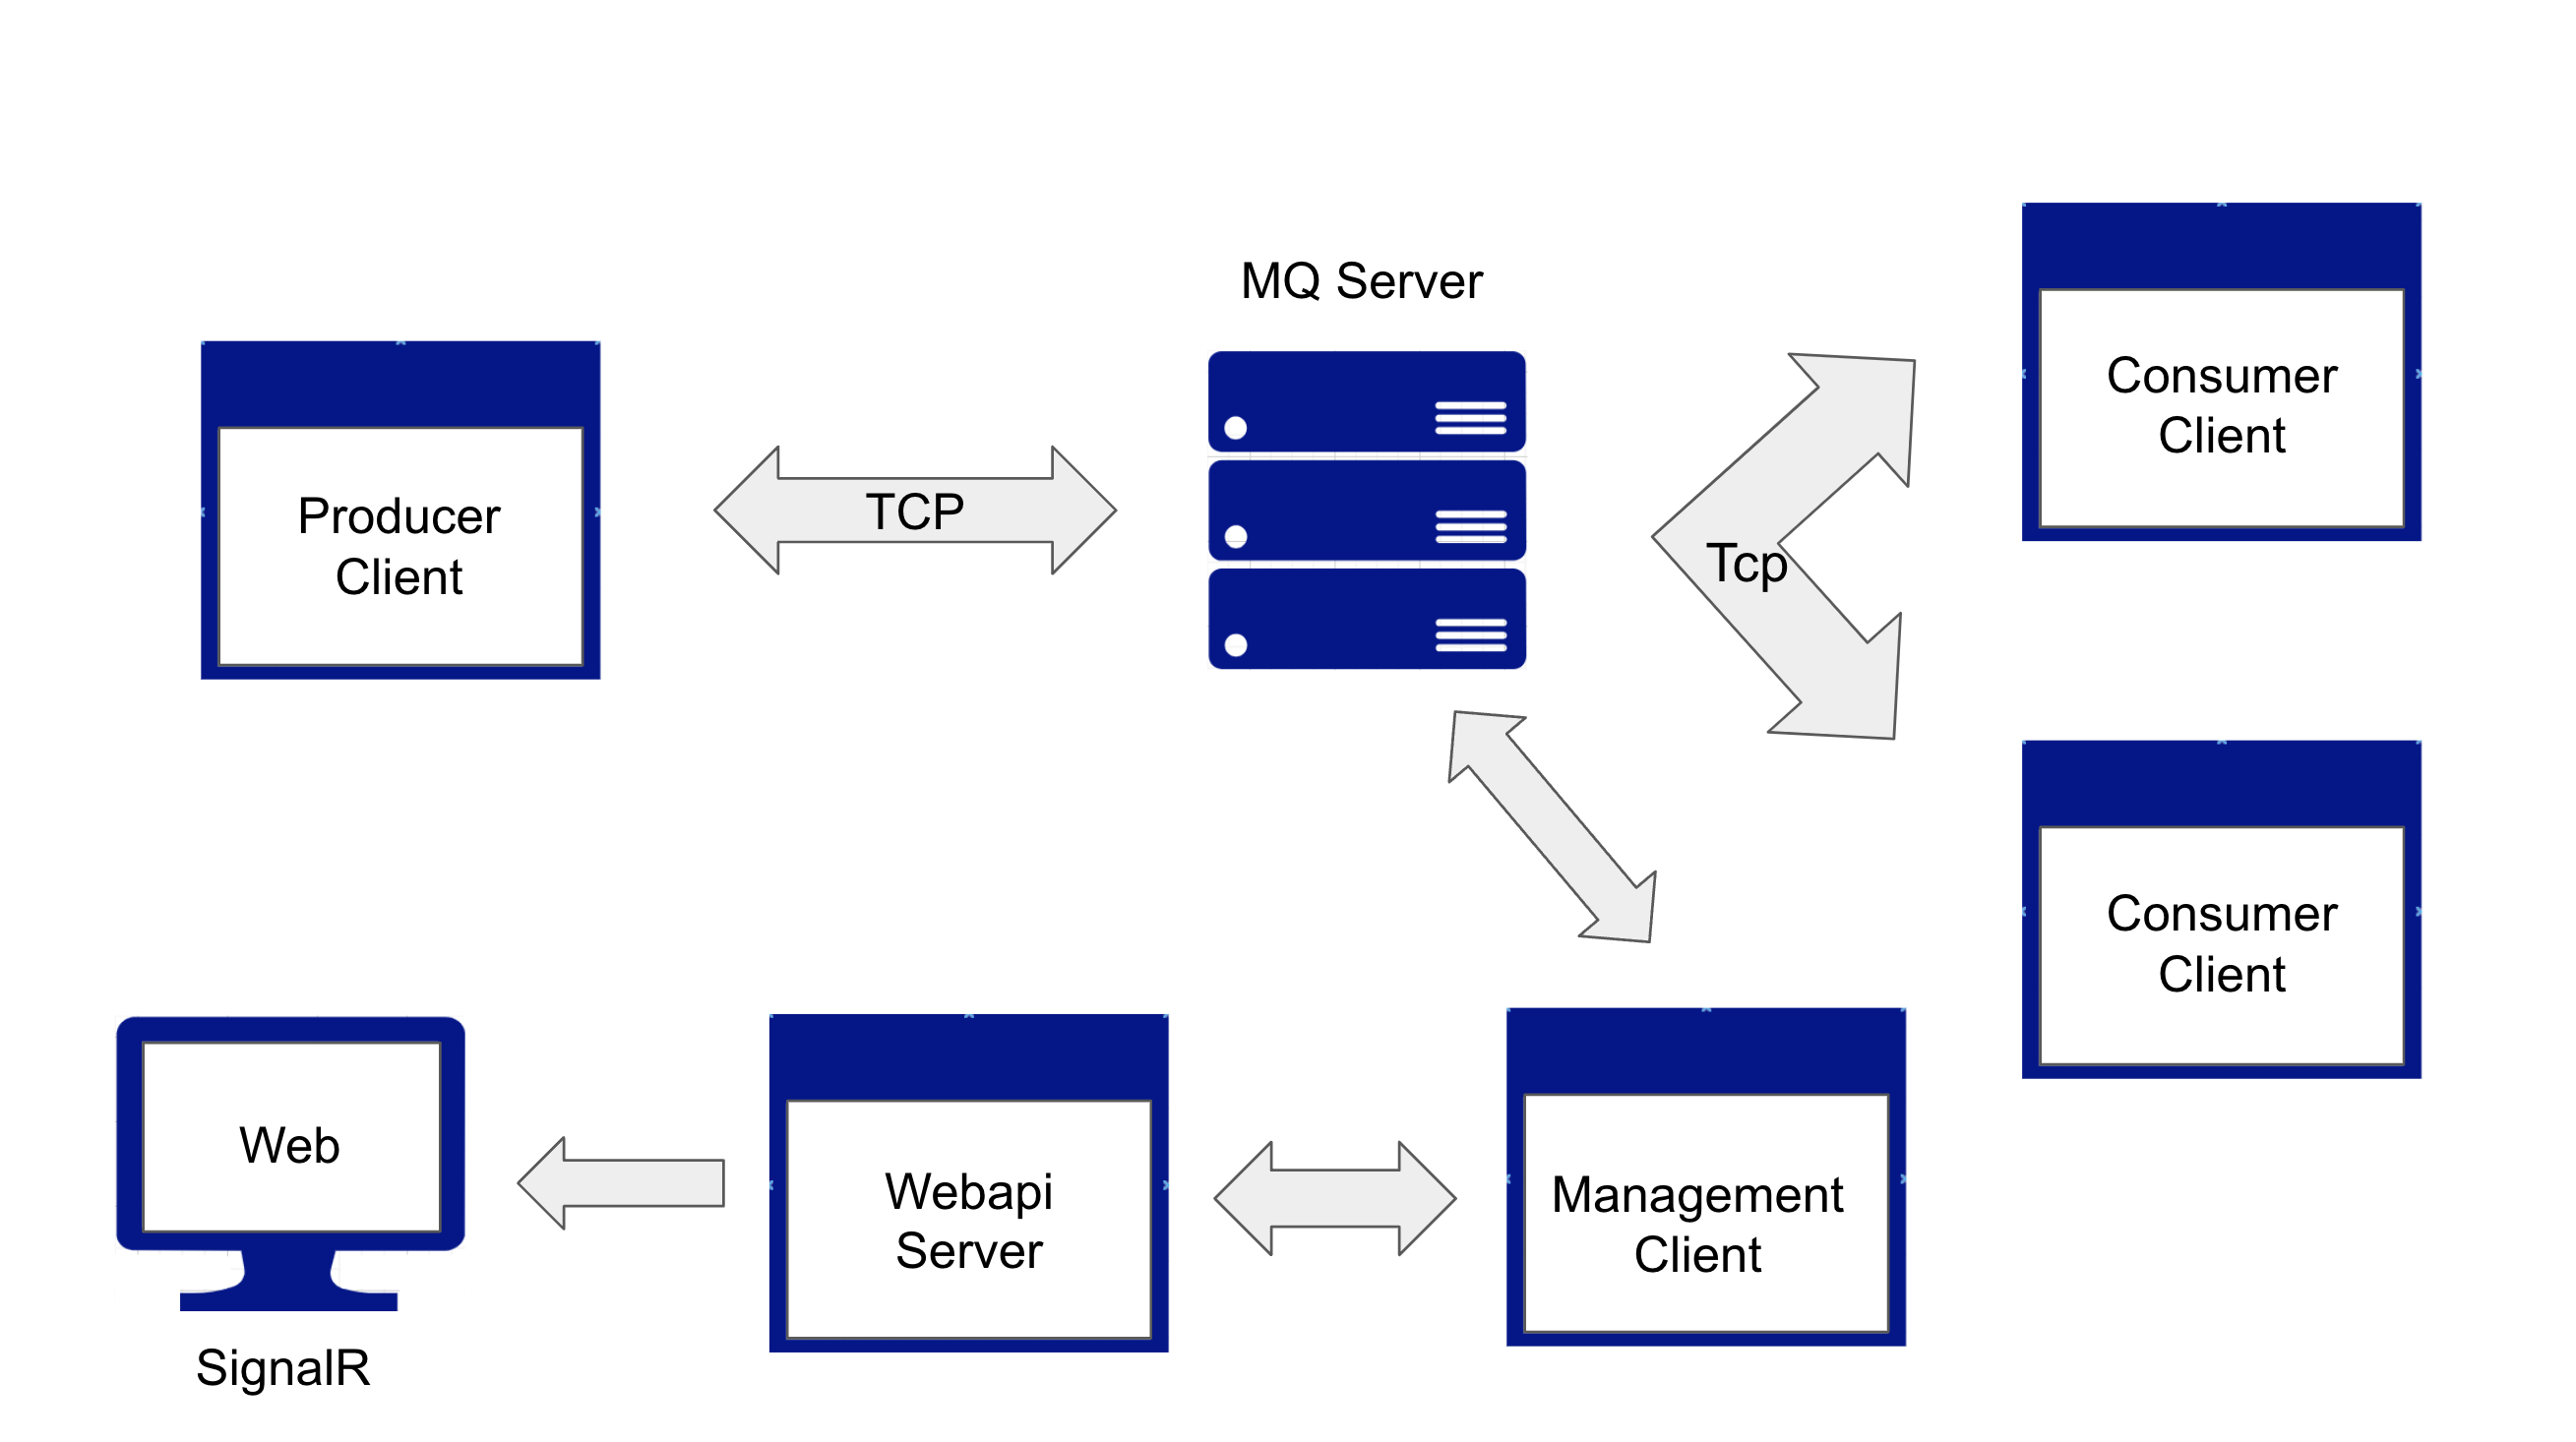 MQ Server
Producer
Client
TCP
Tcp
Consumer
Client
Consumer
Client
Web
SignalR
Webapi
Server
Management
Client